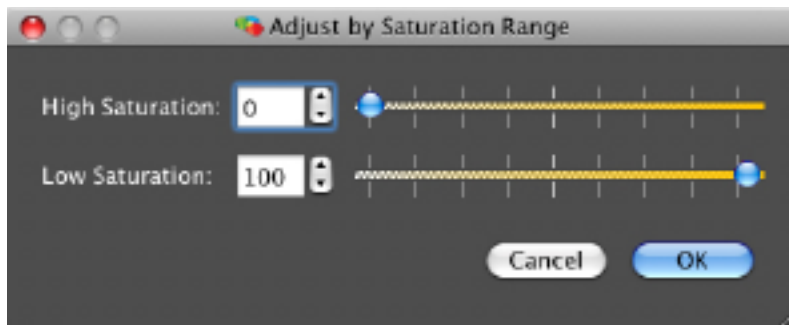 Adjust by Saturation Range
High Saturation: 0
Low Saturation: 100
Cancel OK